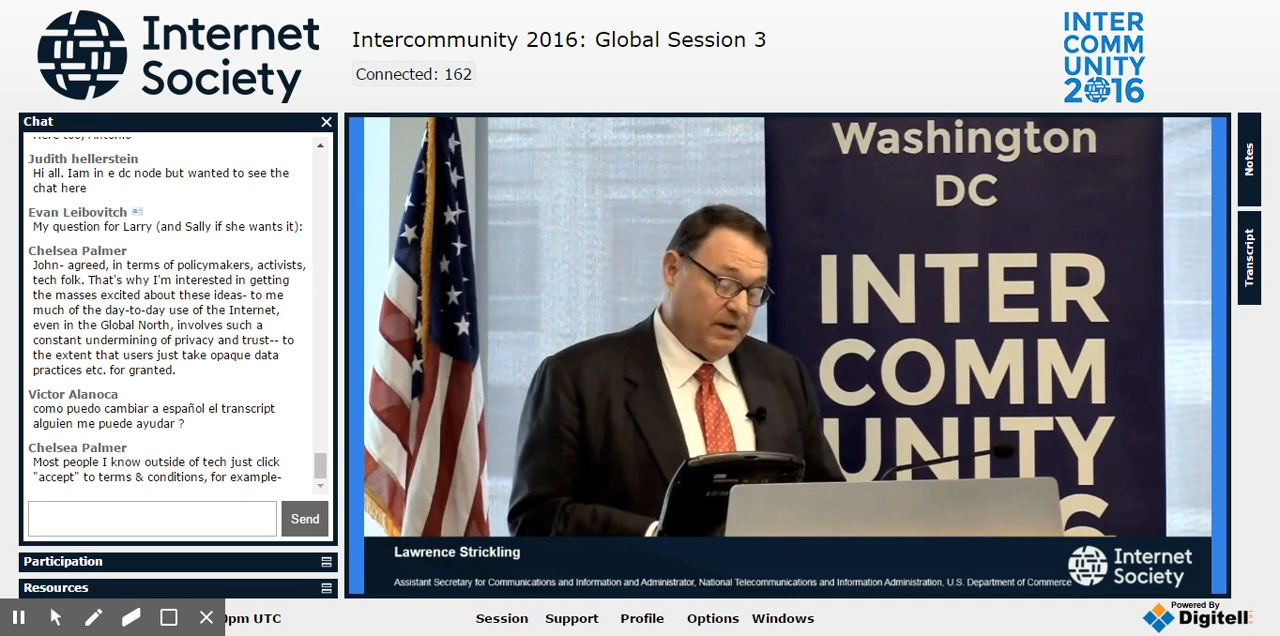 Internet
Society
Intercommunity 2016: Global Session 3
Connected: 162
INTER
COMM
UNITY
2016
Chat
Here too, Antonio
Judith hellerstein
Hi all. Iam in e dc node but wanted to see the
chat here
Evan Leibovitch
My question for Larry (and Sally if she wants it):
Chelsea Palmer
John- agreed, in terms of policymakers, activists,
tech folk. That's why I'm interested in getting
the masses excited about these ideas- to me
much of the day-to-day use of the Internet,
even in the Global North, involves such a
constant undermining of privacy and trust-- to
the extent that users just take opaque data
practices etc. for granted.
Victor Alanoca
como puedo cambiar a español el transcript
alguien me puede ayudar ?
Chelsea Palmer
Most people I know outside of tech just click
"accept" to terms & conditions, for example-
Send
Participation
Resources
Washington
DC
INTER
COMM
UNITY
6
Lawrence Strickling
Assistant Secretary for Communications and Information and Administrator, National Telecommunications and Information Administration, U.S. Department of Commerce
Internet
Society
Notes
Transcript
0pm UTC
Session
Support
Profile
Options
Windows
Powered By
Digitell